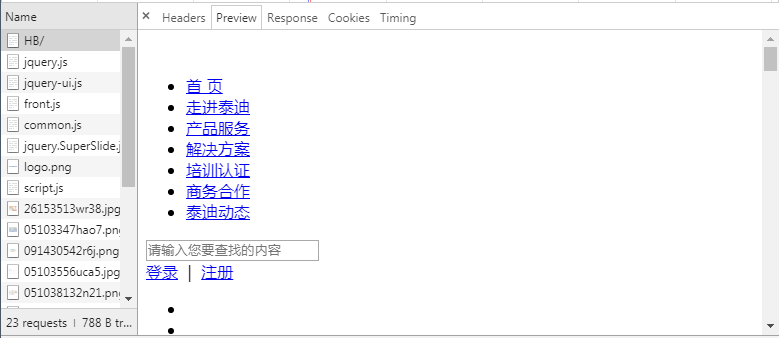 Name
× Headers Preview Response Cookies Timing
HB/
jquery.js
jquery-ui.js
front.js
common.js
jquery.SuperSlide.j
logo.png
script.js
26153513wr38.jpg
05103347hao7.png
091430542r6j.png
05103556uca5.jpg
051038132n21.png
23 requests | 788 B tr...
首 页
走进泰迪
产品服务
解决方案
培训认证
商务合作
泰迪动态
请输入您要查找的内容
登录 | 注册